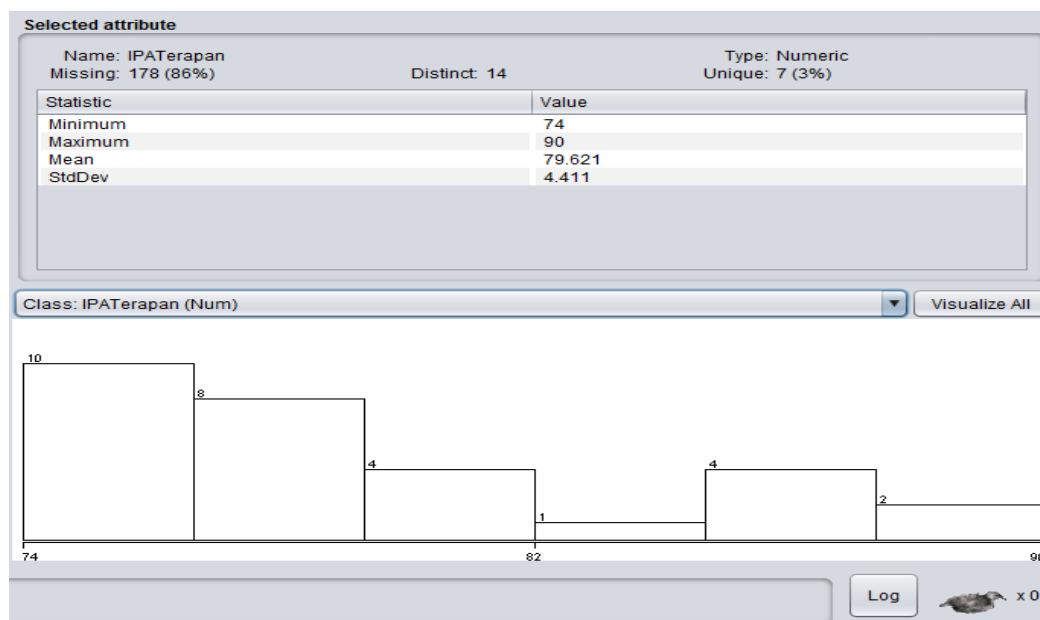 Selected attribute
Name: IPATerapan Type: Numeric
Missing: 178 (86%) Distinct: 14 Unique: 7 (3%)
Statistic Value
Minimum 74
Maximum 90
Mean 79.621
StdDev 4.411
Class: IPATerapan (Num) Visualize All
10
8
4 4
2
1
74 82
Log x 0